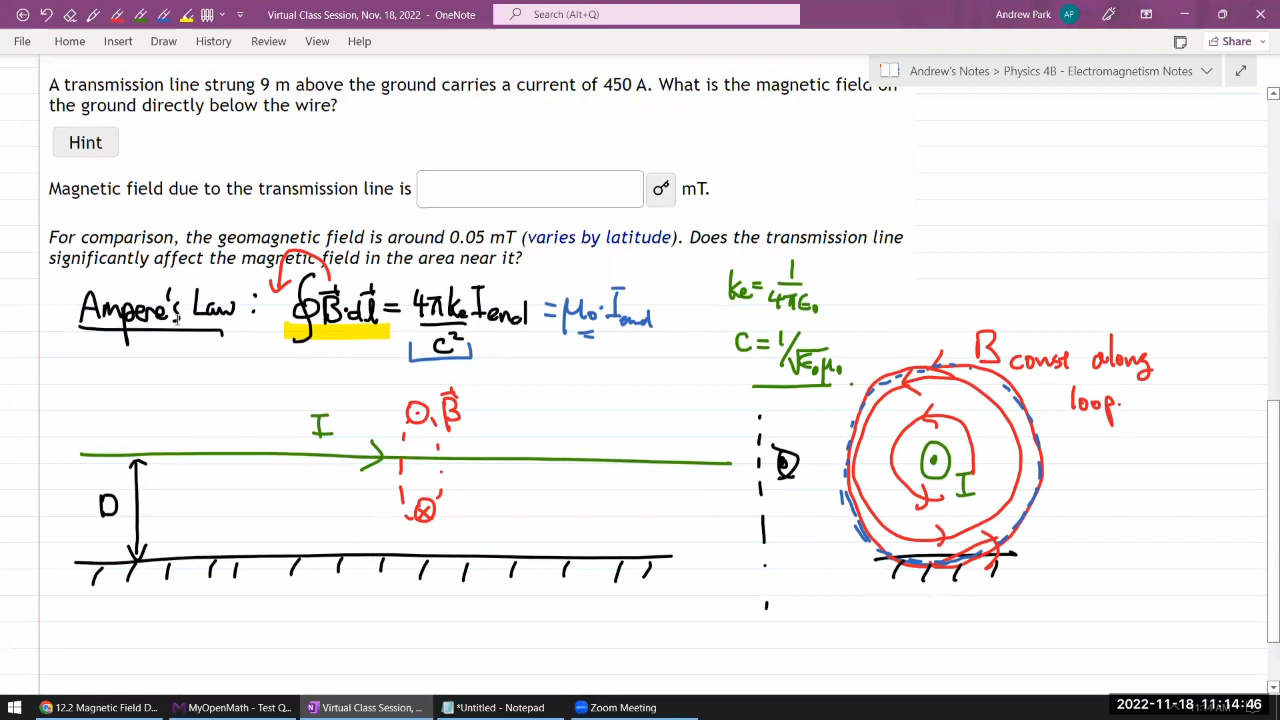 Virtual Class Session, Nov. 18, 2022 - OneNote
Search (Alt+Q)
Andrew Park
AP
File Home Insert Draw History Review View Help
Share
A transmission line strung 9 m above the ground carries a current of 450 A. What is the magnetic field on
the ground directly below the wire?
Andrew's Notes > Physics 4B - Electromagnetism Notes
Hint
Magnetic field due to the transmission line is
mT.
For comparison, the geomagnetic field is around 0.05 mT (varies by latitude). Does the transmission line
significantly affect the magnetic field in the area near it?
Ampere's Law : ∮B⃗·dl⃗ = 4πke/c² Iencl = μ₀·Iencl
ke = 1/4πε₀
c = 1/√ε₀μ₀
B const along
loop.
I
⊙, B⃗
D
⊗
I
12.2 Magnetic Field D...
MyOpenMath - Test Q...
Virtual Class Session,...
*Untitled - Notepad
Zoom Meeting
2022-11-18 11:14:46